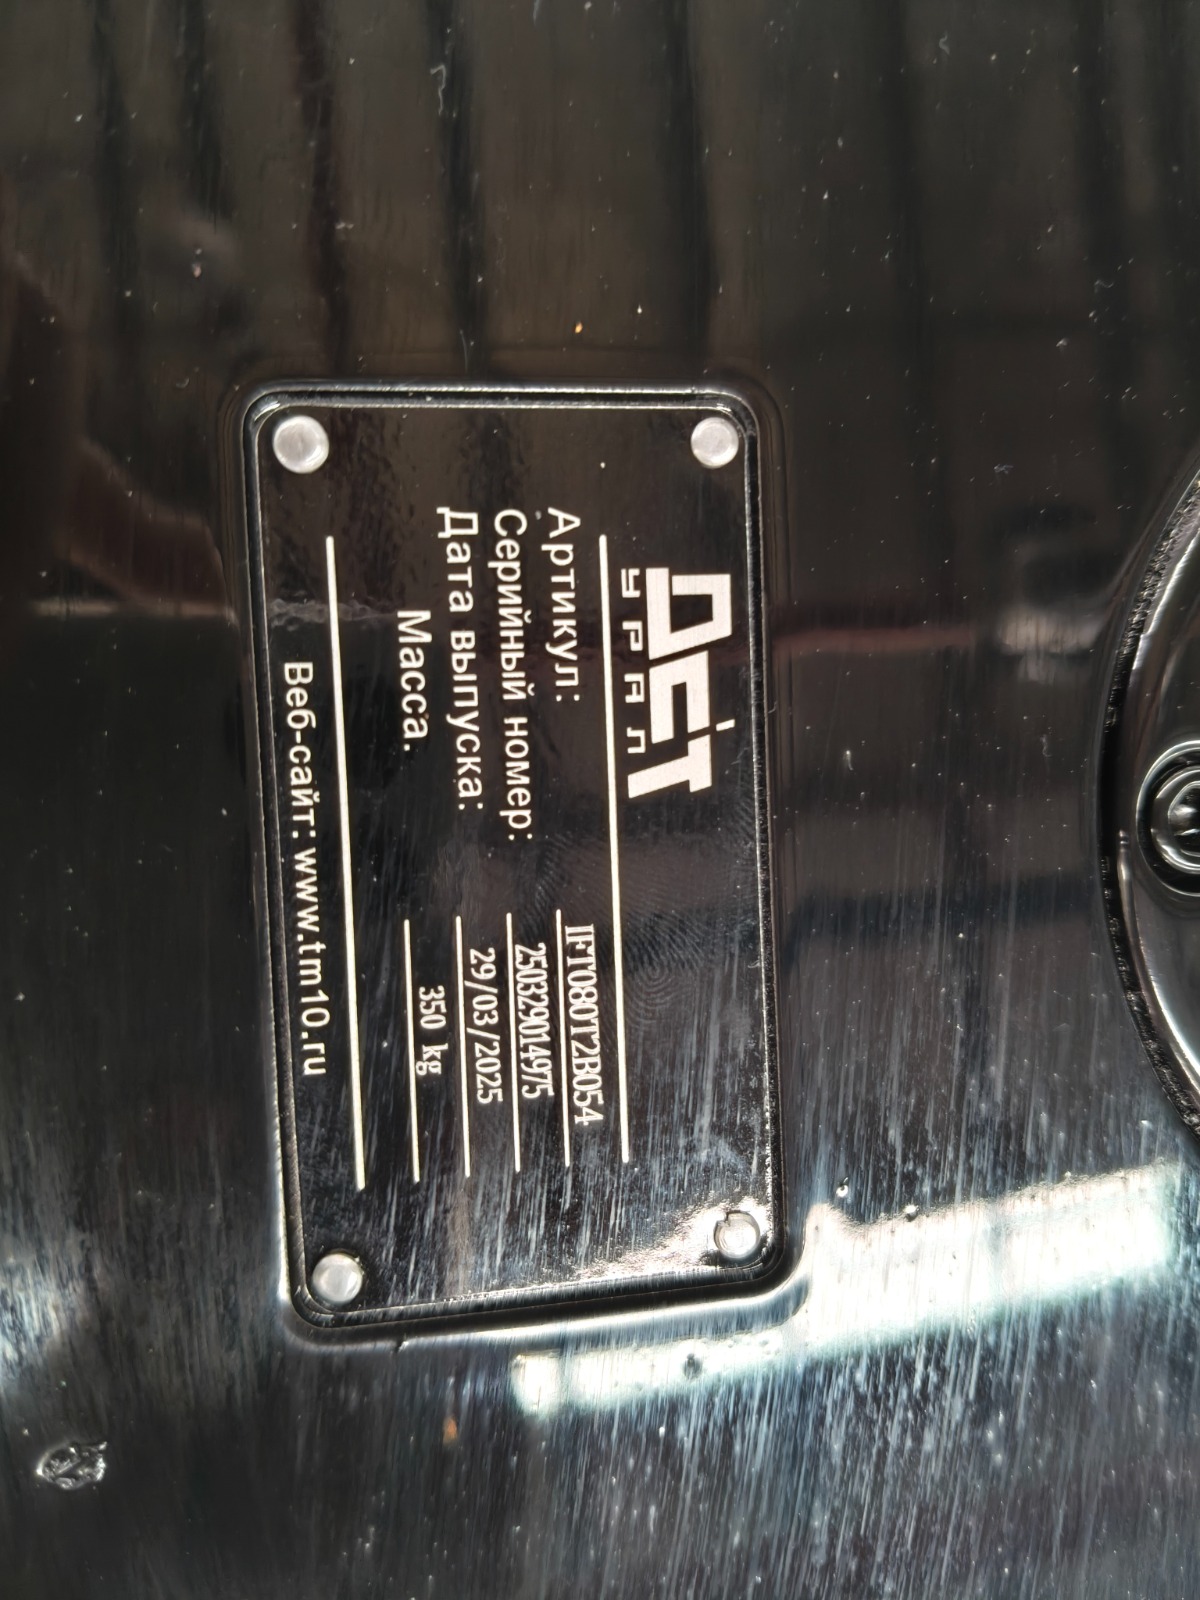 ДСТ
УРАЛ
Артикул: IFT080T2B054
Серийный номер: 250329014975
Дата выпуска: 29/03/2025
Масса. 350 kg
Веб-сайт: www.tm10.ru